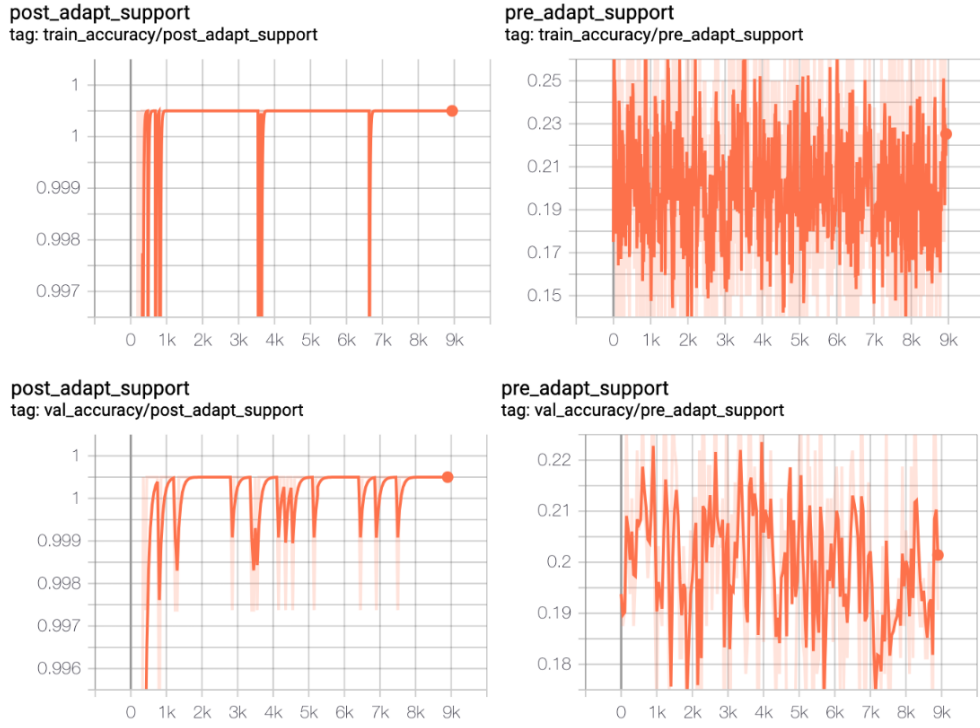 post_adapt_support
tag: train_accuracy/post_adapt_support
1
1
0.999
0.998
0.997
0 1k 2k 3k 4k 5k 6k 7k 8k 9k
pre_adapt_support
tag: train_accuracy/pre_adapt_support
0.25
0.23
0.21
0.19
0.17
0.15
0 1k 2k 3k 4k 5k 6k 7k 8k 9k
post_adapt_support
tag: val_accuracy/post_adapt_support
1
1
0.999
0.998
0.997
0.996
0 1k 2k 3k 4k 5k 6k 7k 8k 9k
pre_adapt_support
tag: val_accuracy/pre_adapt_support
0.22
0.21
0.2
0.19
0.18
0 1k 2k 3k 4k 5k 6k 7k 8k 9k